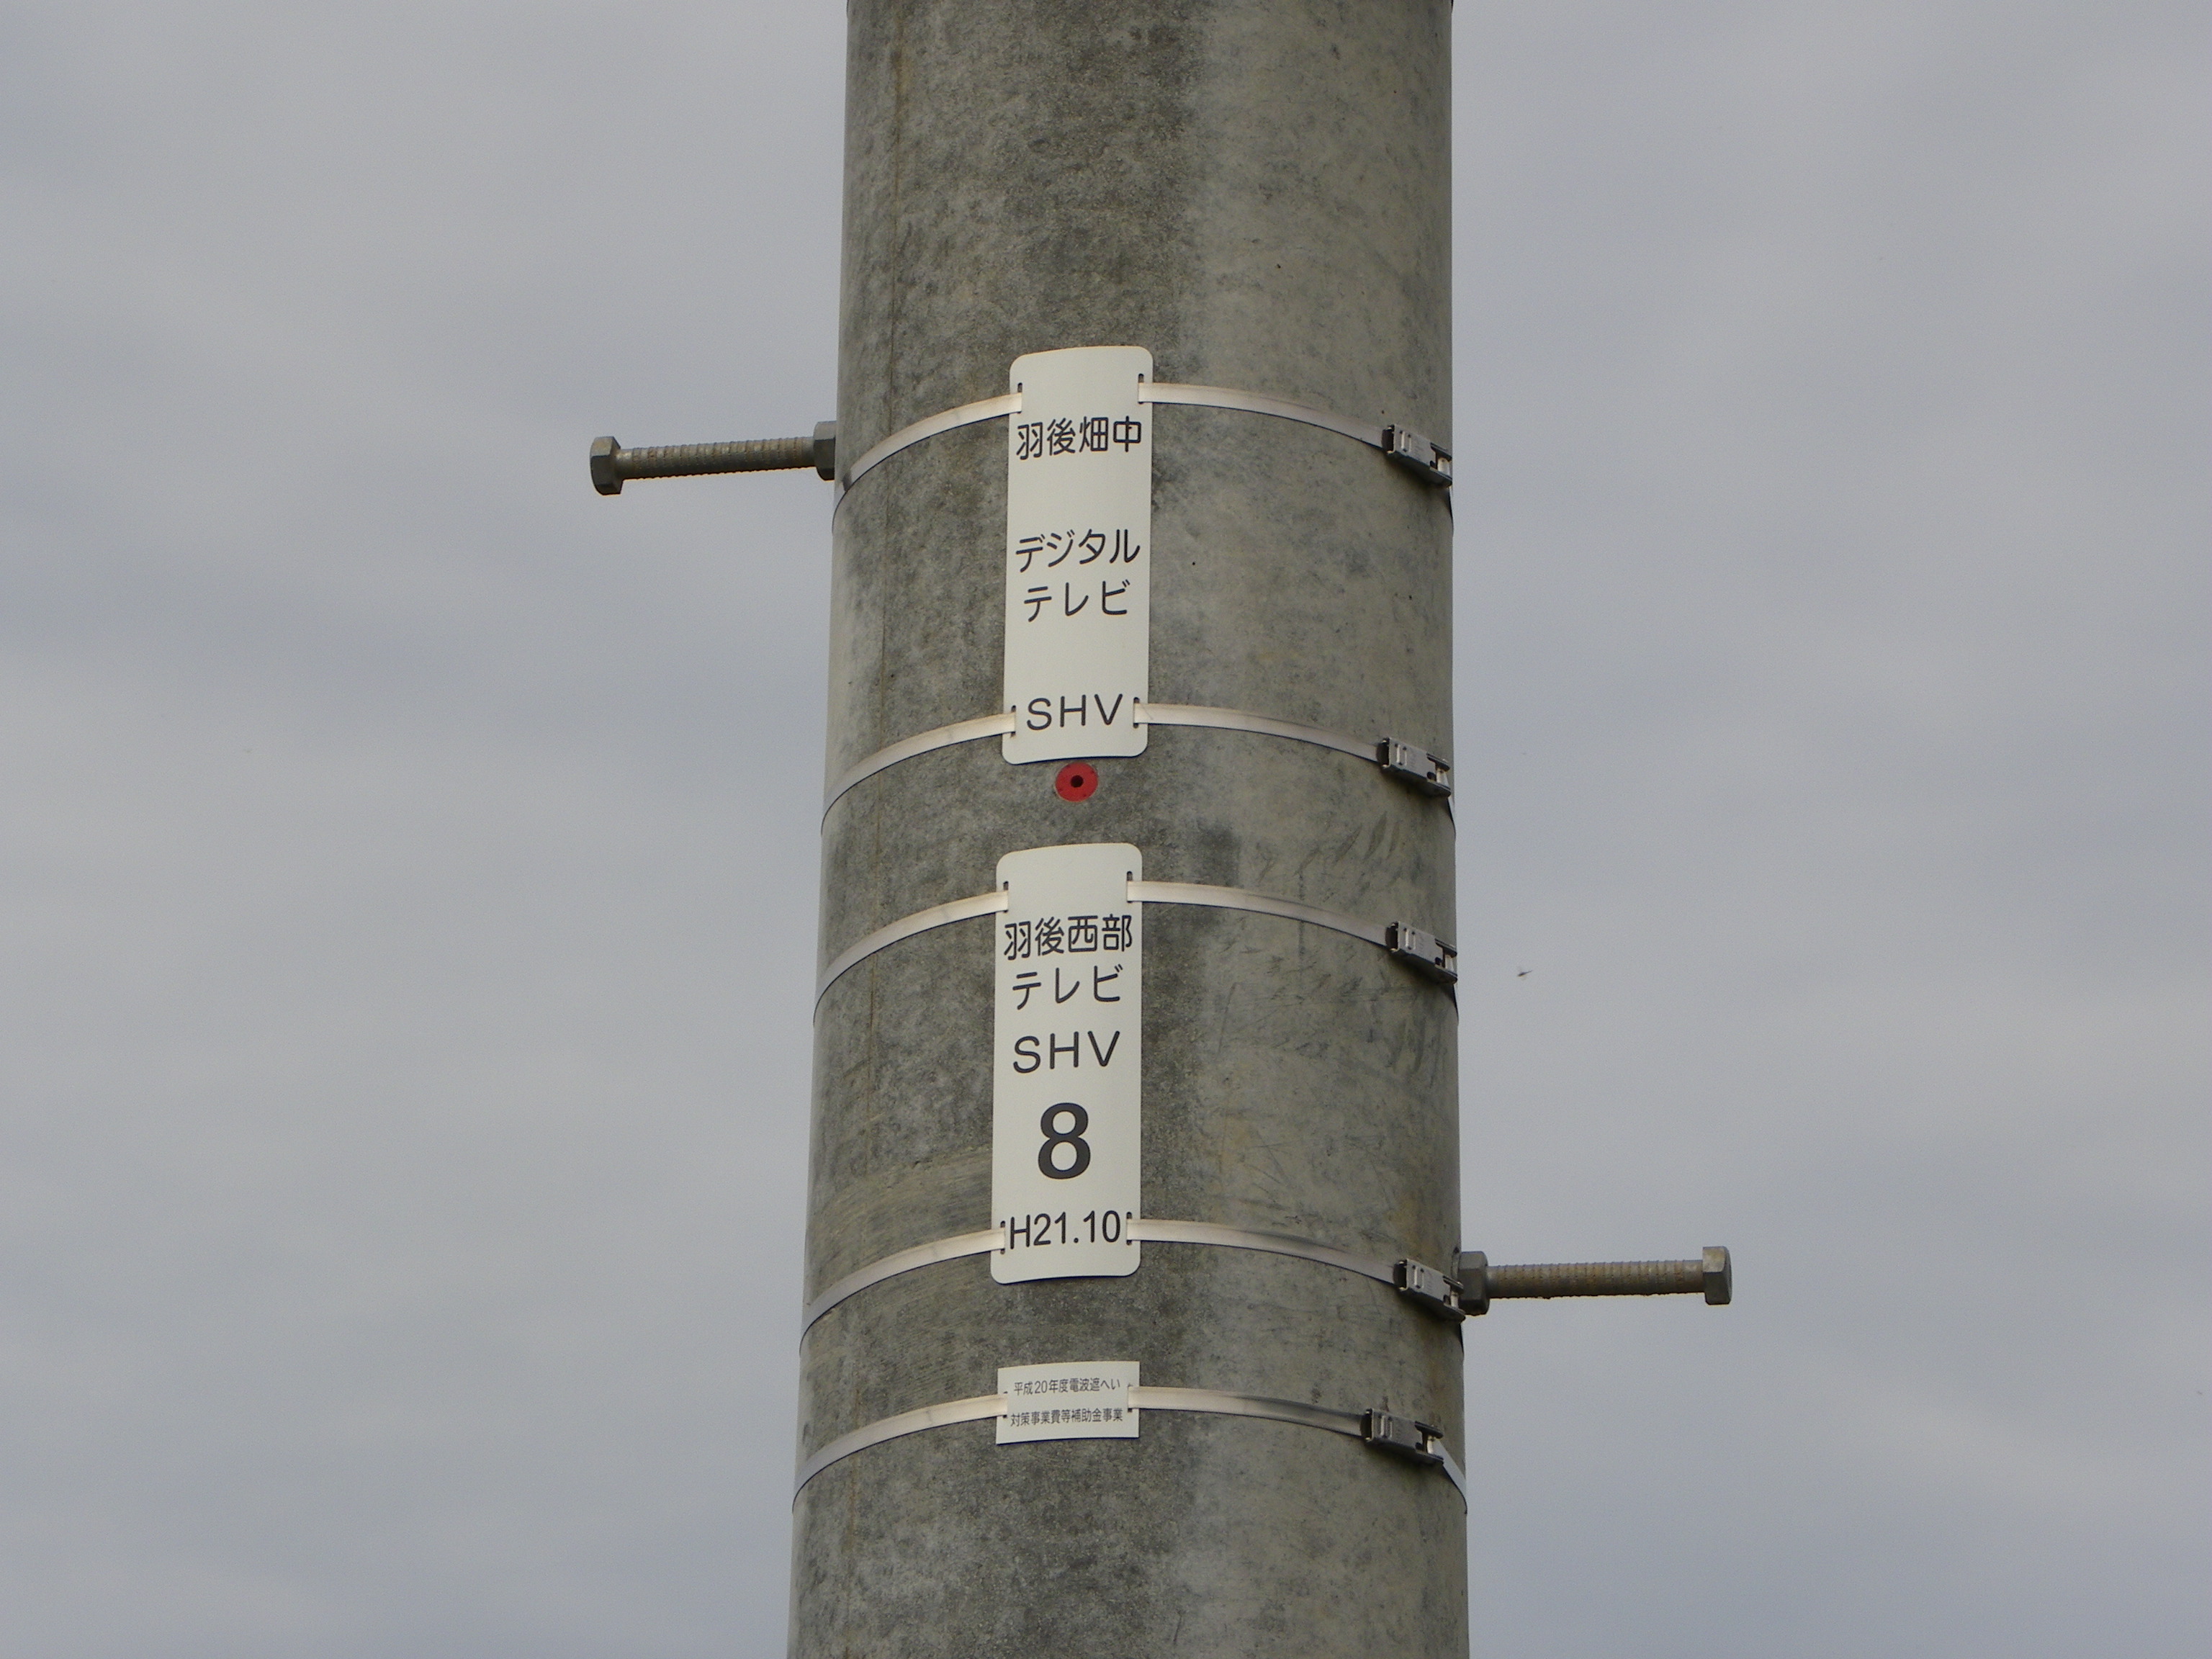 羽後畑中
デジタル
テレビ
SHV
羽後西部
テレビ
SHV
8
H21.10
平成20年度電波遮へい
対策事業費等補助金事業